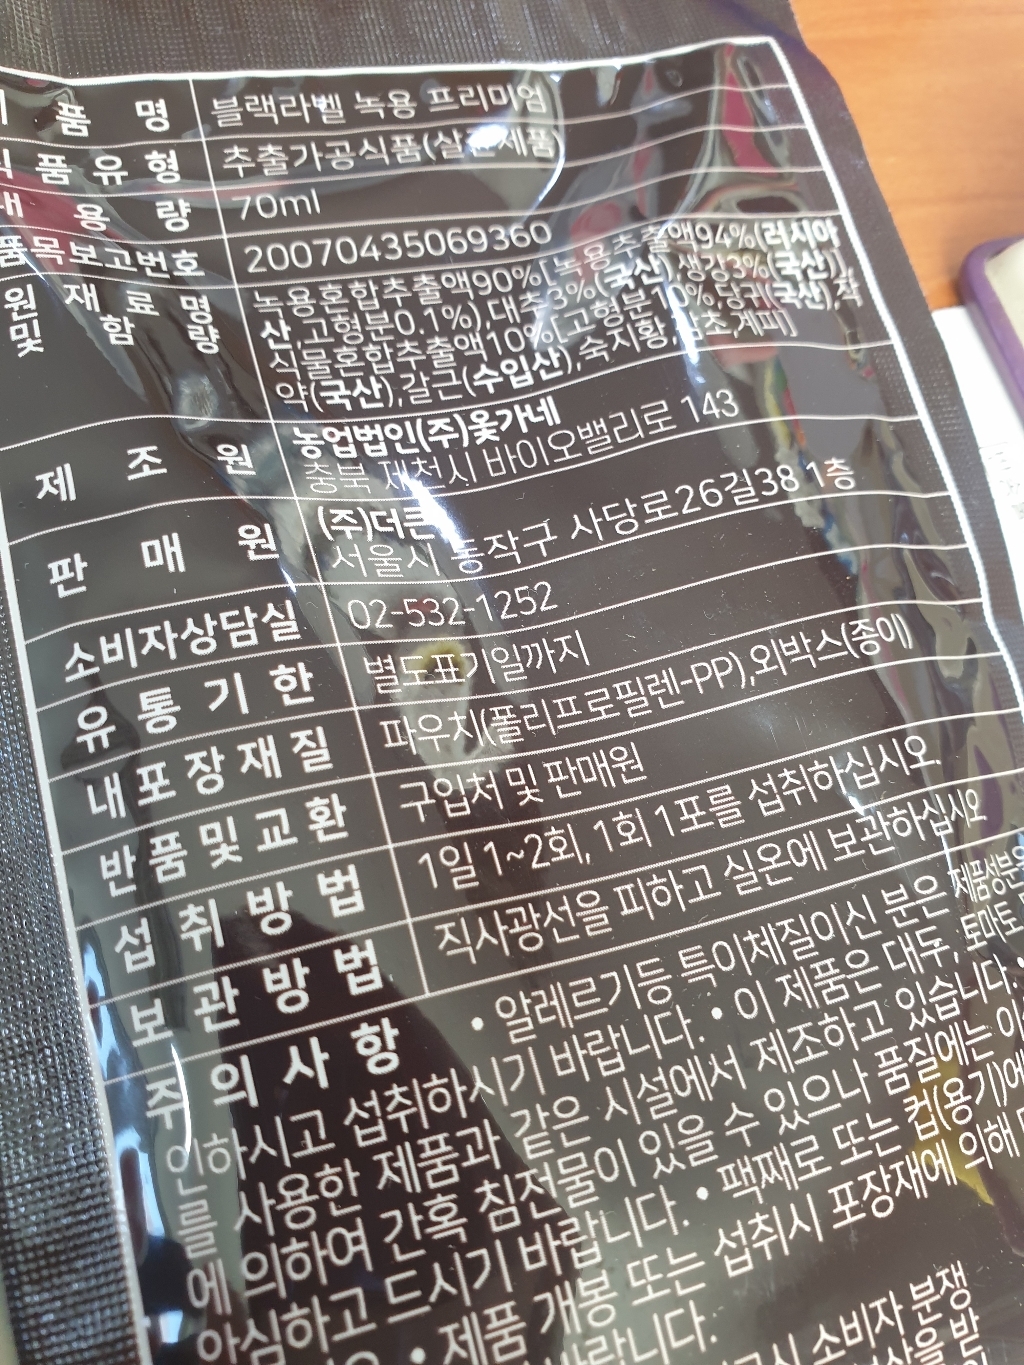 품 명 블랙라벨 녹용 프리미엄
품 유 형 추출가공식품(살균제품)
내 용 량 70ml
품목보고번호 20070435069360
원 재 료 명 및 함 량 녹용혼합추출액90%[녹용추출액94%(러시아
산,고형분0.1%),대추3%(국산),생강3%(국산)],
식물혼합추출액10%[고형분10%,당귀(국산),작
약(국산),갈근(수입산),숙지황,감초,계피]
제 조 원 농업법인(주)옻가네
충북 제천시 바이오밸리로 143
판 매 원 (주)더큰
서울시 동작구 사당로26길38 1층
소비자상담실 02-532-1252
유 통 기 한 별도표기일까지
내 포 장 재 질 파우치(폴리프로필렌-PP),외박스(종이)
반 품 및 교 환 구입처 및 판매원
섭 취 방 법 1일 1~2회, 1회 1포를 섭취하십시오.
보 관 방 법 직사광선을 피하고 실온에 보관하십시오
주 의 사 항 • 알레르기등 특이체질이신 분은 제품성분을
인하시고 섭취하시기 바랍니다. • 이 제품은 대두, 토마토,
를 사용한 제품과 같은 시설에서 제조하고 있습니다. •
에 의하여 간혹 침전물이 있을 수 있으나 품질에는 이
안심하고 드시기 바랍니다. • 팩째로 또는 컵(용기)에
• 제품 개봉 또는 섭취시 포장재에 의해
바랍니다. 소비자 분쟁